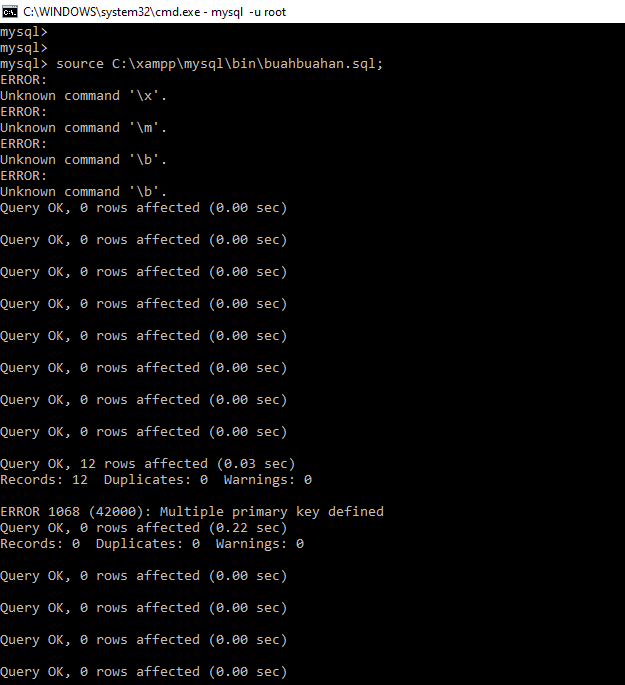 C:\WINDOWS\system32\cmd.exe - mysql  -u root
mysql>
mysql>
mysql> source C:\xampp\mysql\bin\buahbuahan.sql;
ERROR:
Unknown command '\x'.
ERROR:
Unknown command '\m'.
ERROR:
Unknown command '\b'.
ERROR:
Unknown command '\b'.
Query OK, 0 rows affected (0.00 sec)
Query OK, 0 rows affected (0.00 sec)
Query OK, 0 rows affected (0.00 sec)
Query OK, 0 rows affected (0.00 sec)
Query OK, 0 rows affected (0.00 sec)
Query OK, 0 rows affected (0.00 sec)
Query OK, 0 rows affected (0.00 sec)
Query OK, 0 rows affected (0.00 sec)
Query OK, 12 rows affected (0.03 sec)
Records: 12  Duplicates: 0  Warnings: 0
ERROR 1068 (42000): Multiple primary key defined
Query OK, 0 rows affected (0.22 sec)
Records: 0  Duplicates: 0  Warnings: 0
Query OK, 0 rows affected (0.00 sec)
Query OK, 0 rows affected (0.00 sec)
Query OK, 0 rows affected (0.00 sec)
Query OK, 0 rows affected (0.00 sec)